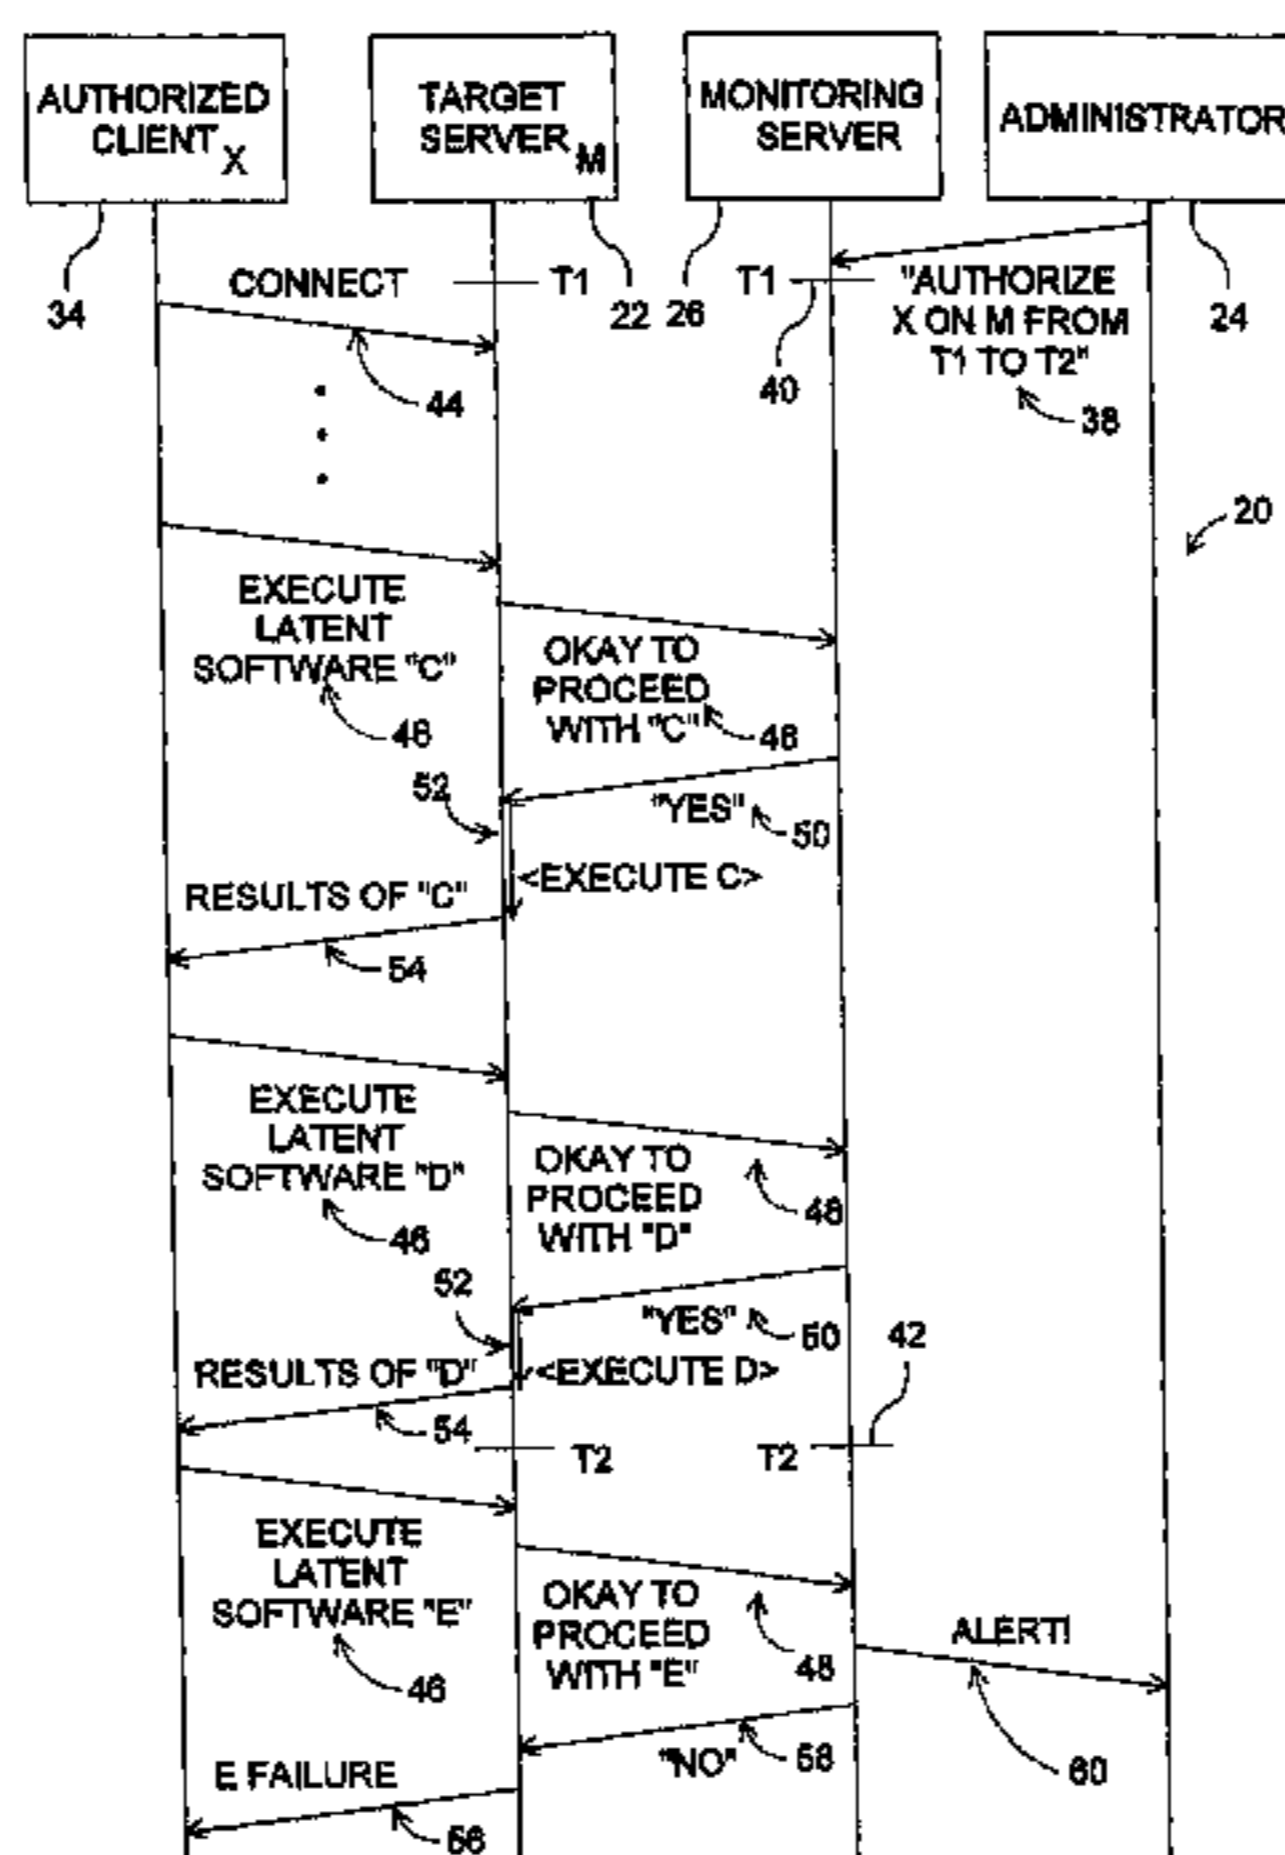 AUTHORIZED
CLIENT X
TARGET
SERVER M
MONITORING
SERVER
ADMINISTRATOR
34
CONNECT
T1
22
26
T1
"AUTHORIZE
X ON M FROM
T1 TO T2"
24
40
38
44
20
EXECUTE
LATENT
SOFTWARE "C"
46
OKAY TO
PROCEED
WITH "C"
48
52
"YES"
50
<EXECUTE C>
RESULTS OF "C"
54
EXECUTE
LATENT
SOFTWARE "D"
46
OKAY TO
PROCEED
WITH "D"
48
52
"YES"
50
42
RESULTS OF "D"
<EXECUTE D>
54
T2
T2
EXECUTE
LATENT
SOFTWARE "E"
46
OKAY TO
PROCEED
WITH "E"
48
ALERT!
"NO"
58
60
E FAILURE
56